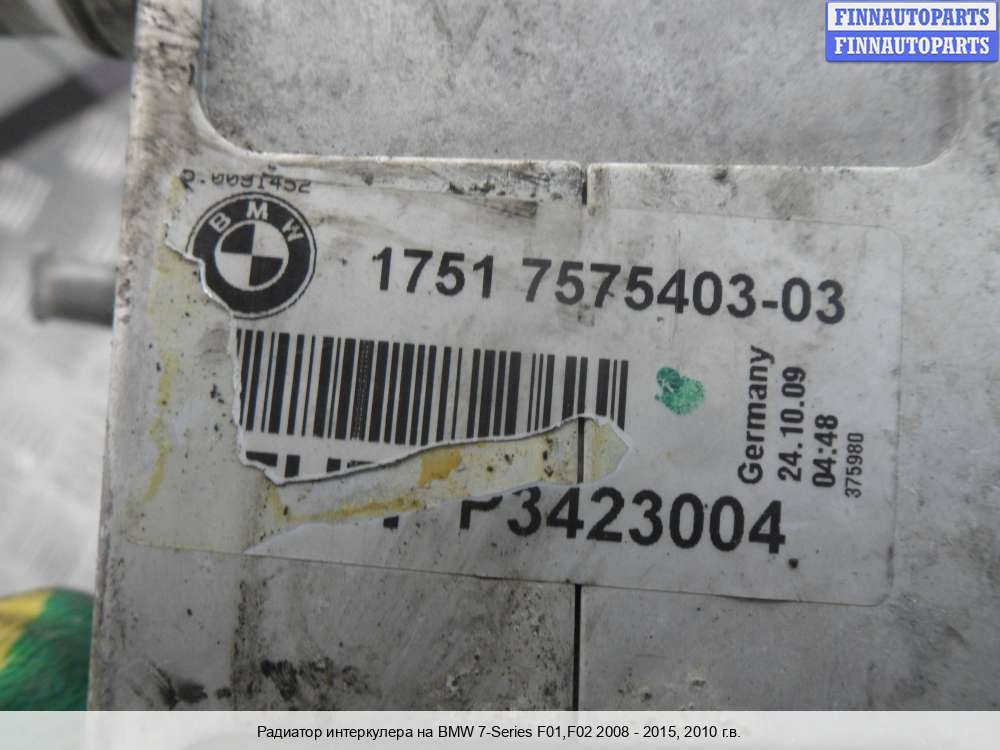 FINNAUTOPARTS
FINNAUTOPARTS
BMW
1751 7575403-03
Germany
24.10.09
04:48
375980
P3423004
Радиатор интеркулера на BMW 7-Series F01,F02 2008 - 2015, 2010 г.в.